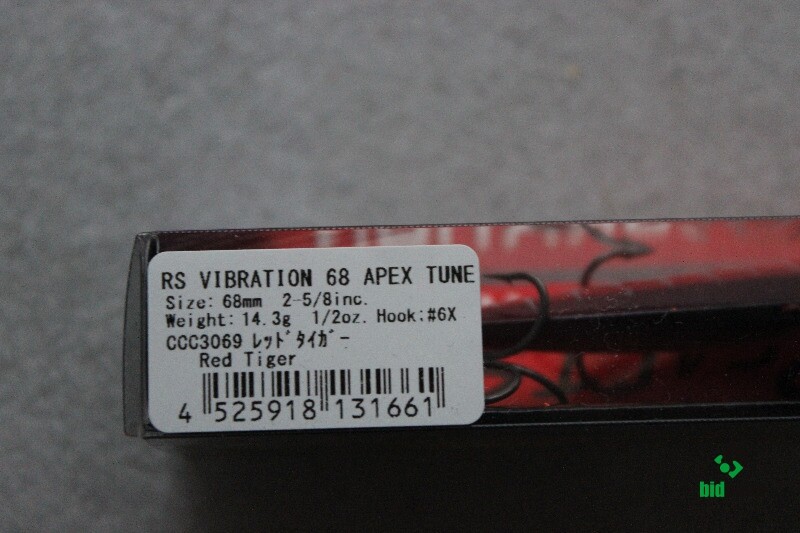 RS VIBRATION 68 APEX TUNE
Size: 68mm 2-5/8inc.
Weight: 14.3g 1/2oz. Hook:#6X
CCC3069 ﾚｯﾄﾞﾀｲｶﾞｰ
Red Tiger
4 525918 131661
bid